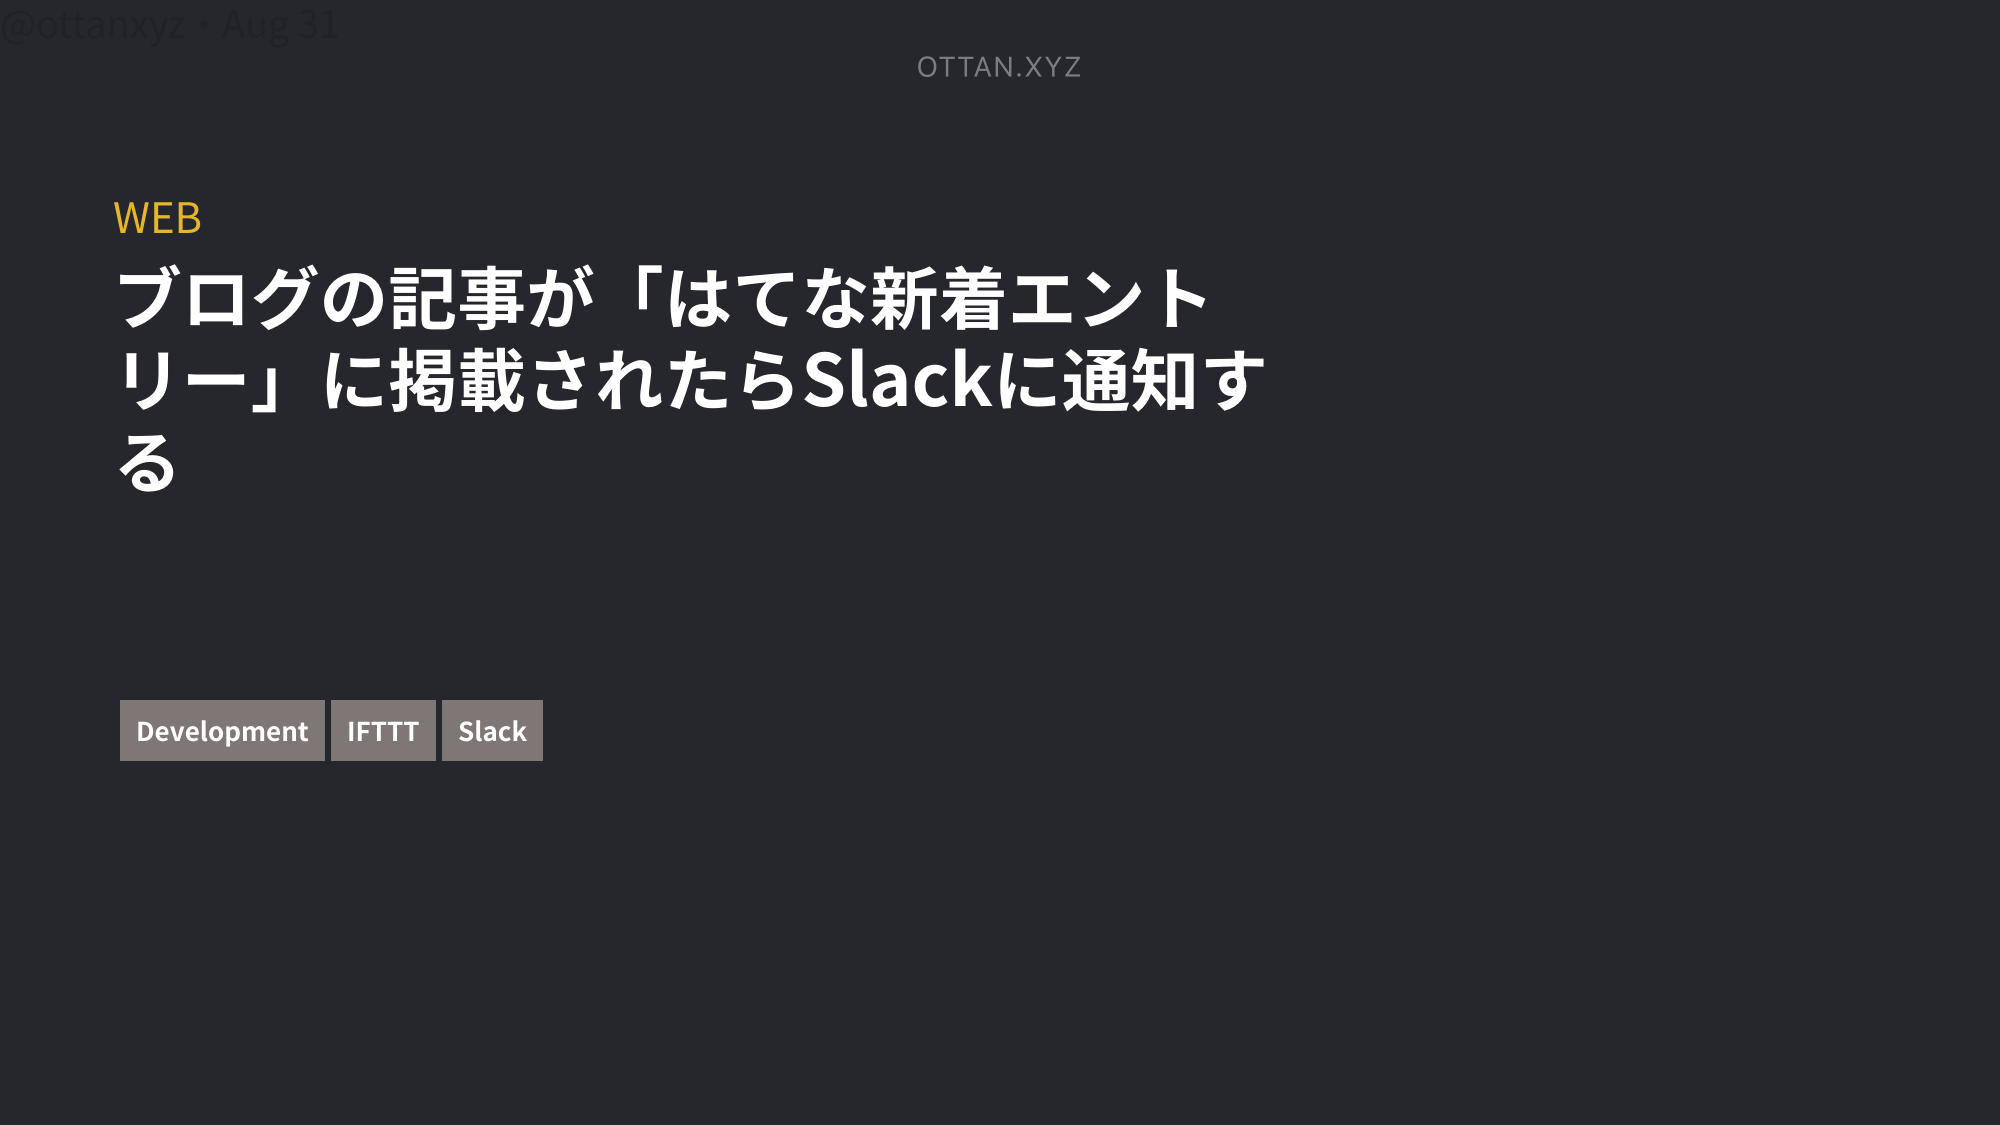 @ottanxyz・Aug 31
OTTAN.XYZ
WEB
ブログの記事が「はてな新着エント
リー」に掲載されたらSlackに通知す
る
Development IFTTT Slack